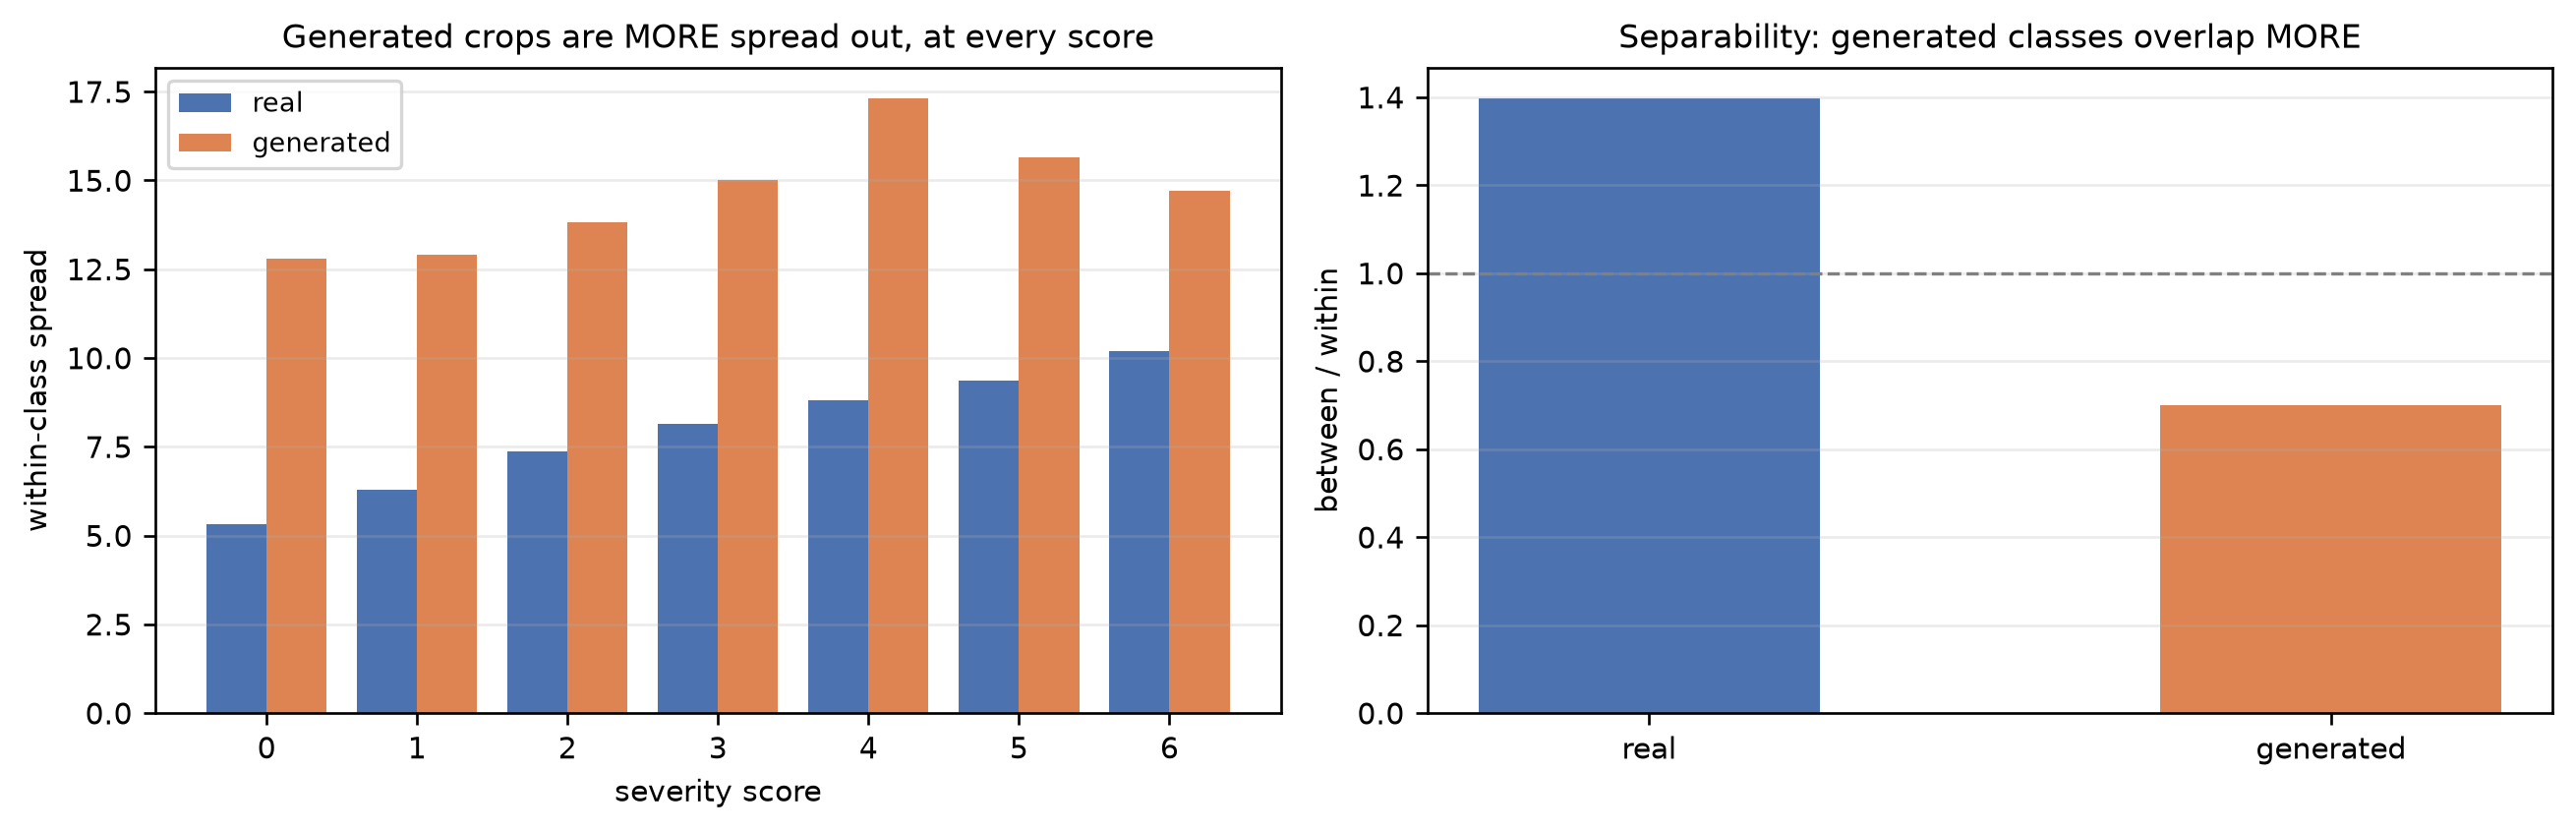 Generated crops are MORE spread out, at every score
within-class spread
17.5
15.0
12.5
10.0
7.5
5.0
2.5
0.0
real
generated
0 1 2 3 4 5 6
severity score
Separability: generated classes overlap MORE
between / within
1.4
1.2
1.0
0.8
0.6
0.4
0.2
0.0
real generated